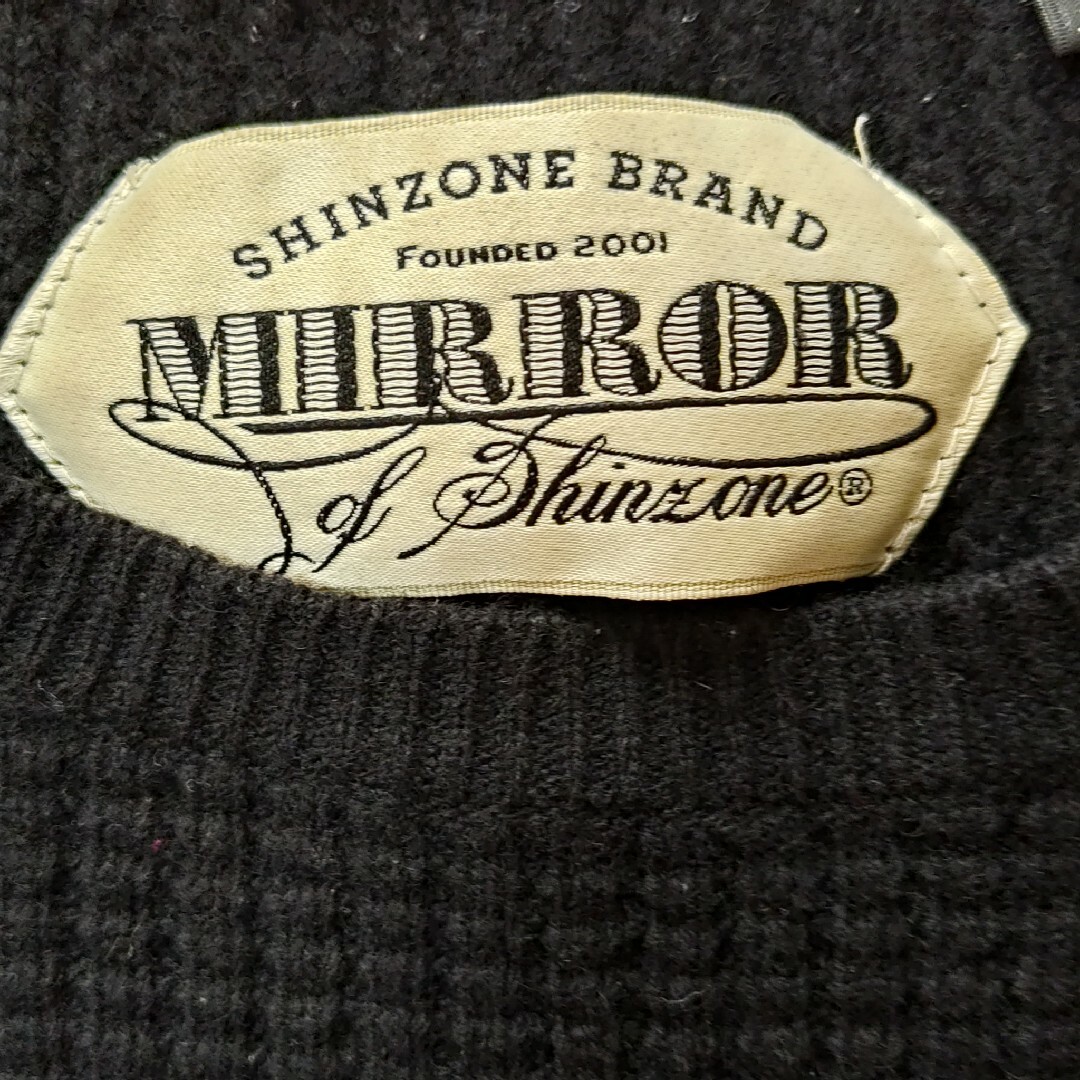 SHINZONE BRAND
FOUNDED 2001
MIRROR
of Shinzone®